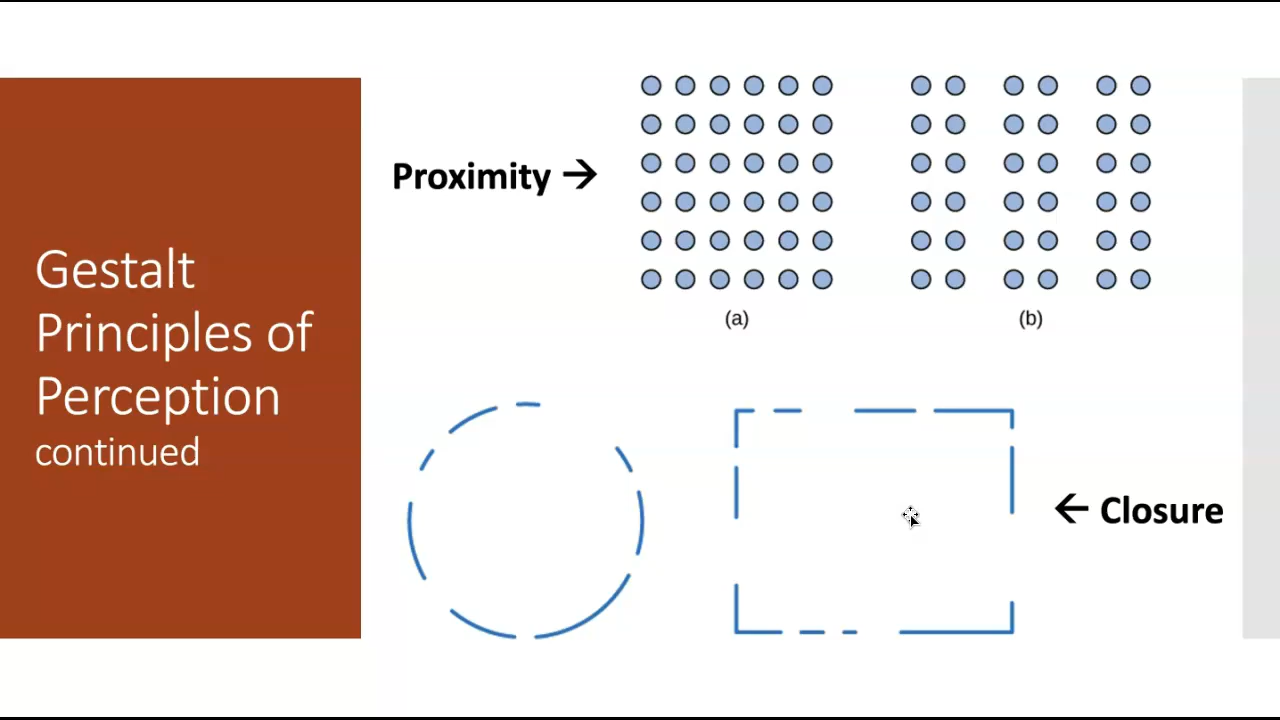 Gestalt
Principles of
Perception
continued
Proximity →
(a)
(b)
← Closure